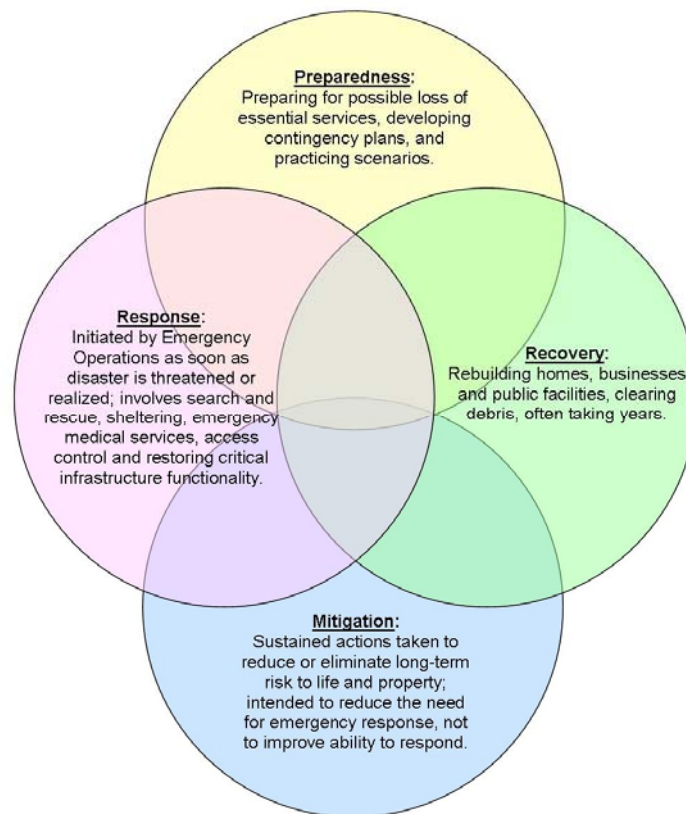 Preparedness:
Preparing for possible loss of
essential services, developing
contingency plans, and
practicing scenarios.
Response:
Initiated by Emergency
Operations as soon as
disaster is threatened or
realized; involves search and
rescue, sheltering, emergency
medical services, access
control and restoring critical
infrastructure functionality.
Recovery:
Rebuilding homes, businesses
and public facilities, clearing
debris, often taking years.
Mitigation:
Sustained actions taken to
reduce or eliminate long-term
risk to life and property;
intended to reduce the need
for emergency response, not
to improve ability to respond.